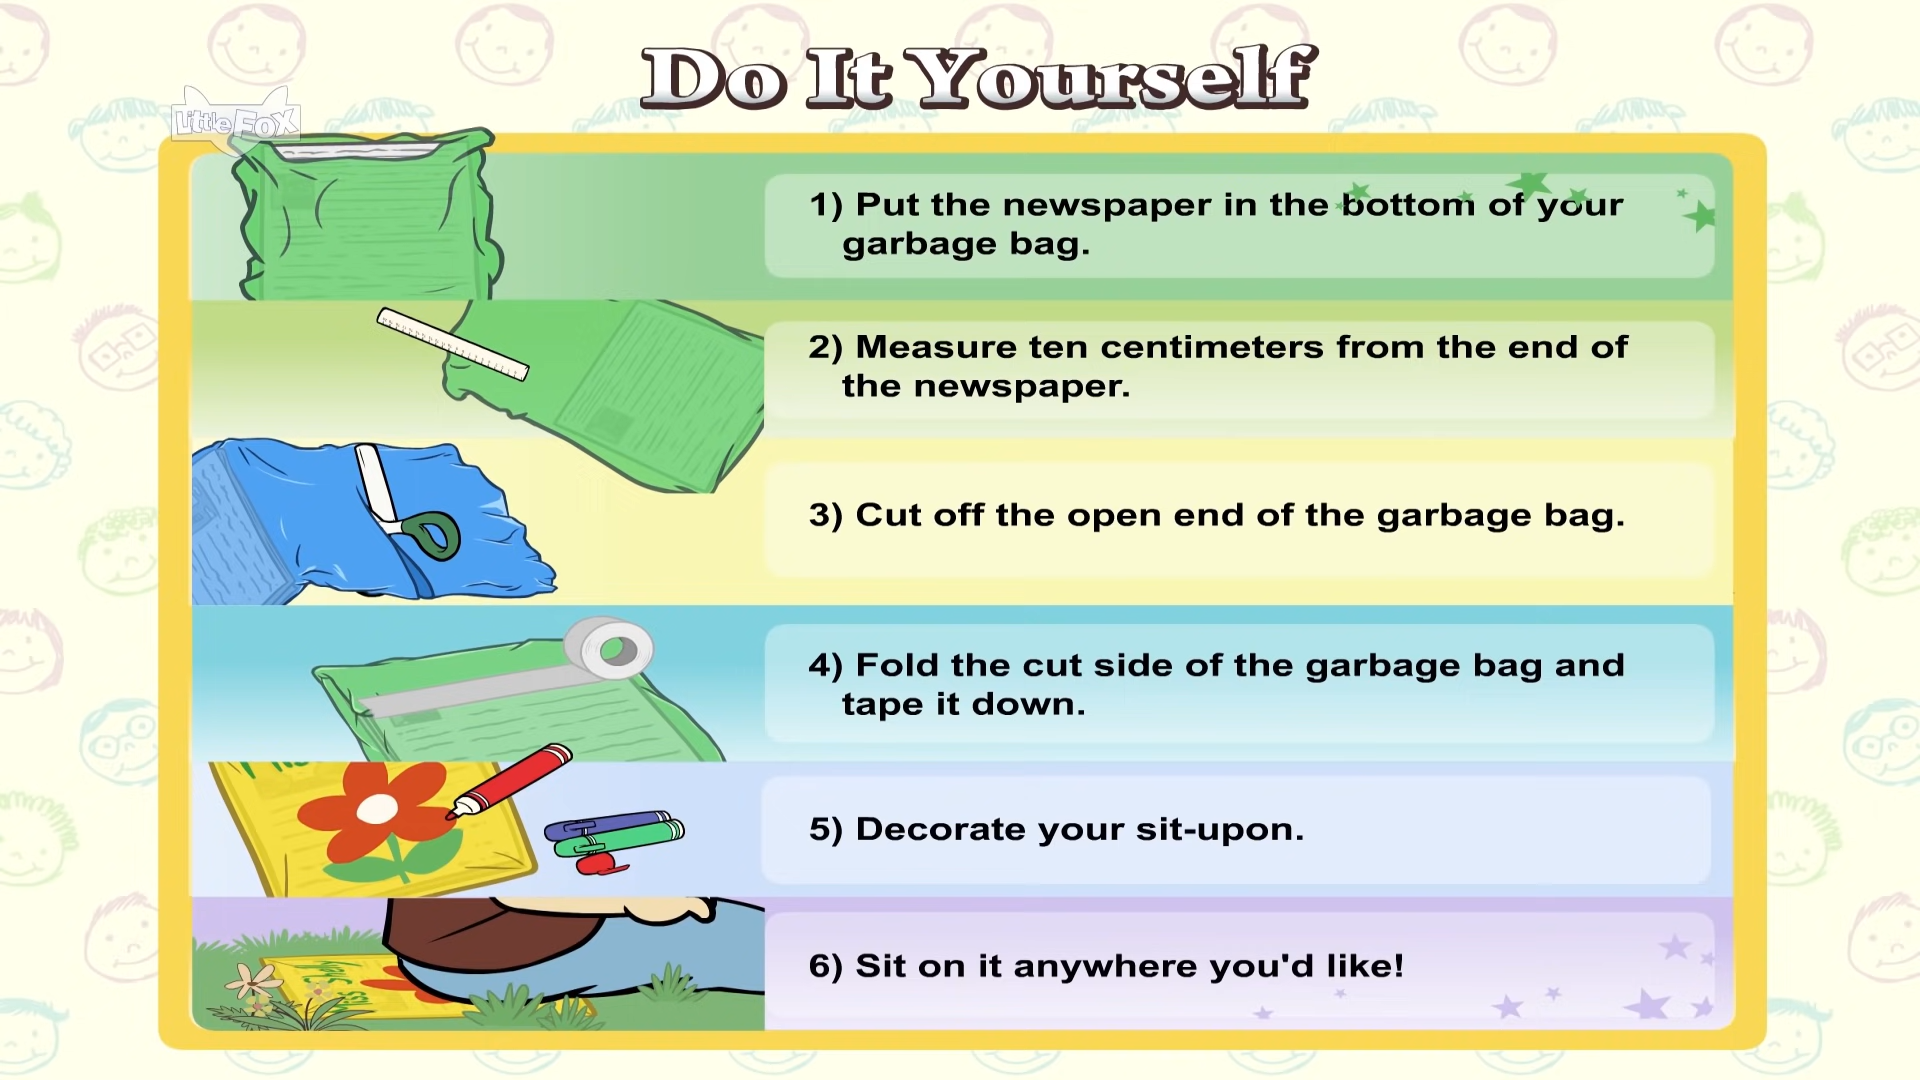 Do It Yourself
Little Fox
1) Put the newspaper in the bottom of your
garbage bag.
2) Measure ten centimeters from the end of
the newspaper.
3) Cut off the open end of the garbage bag.
4) Fold the cut side of the garbage bag and
tape it down.
5) Decorate your sit-upon.
6) Sit on it anywhere you'd like!